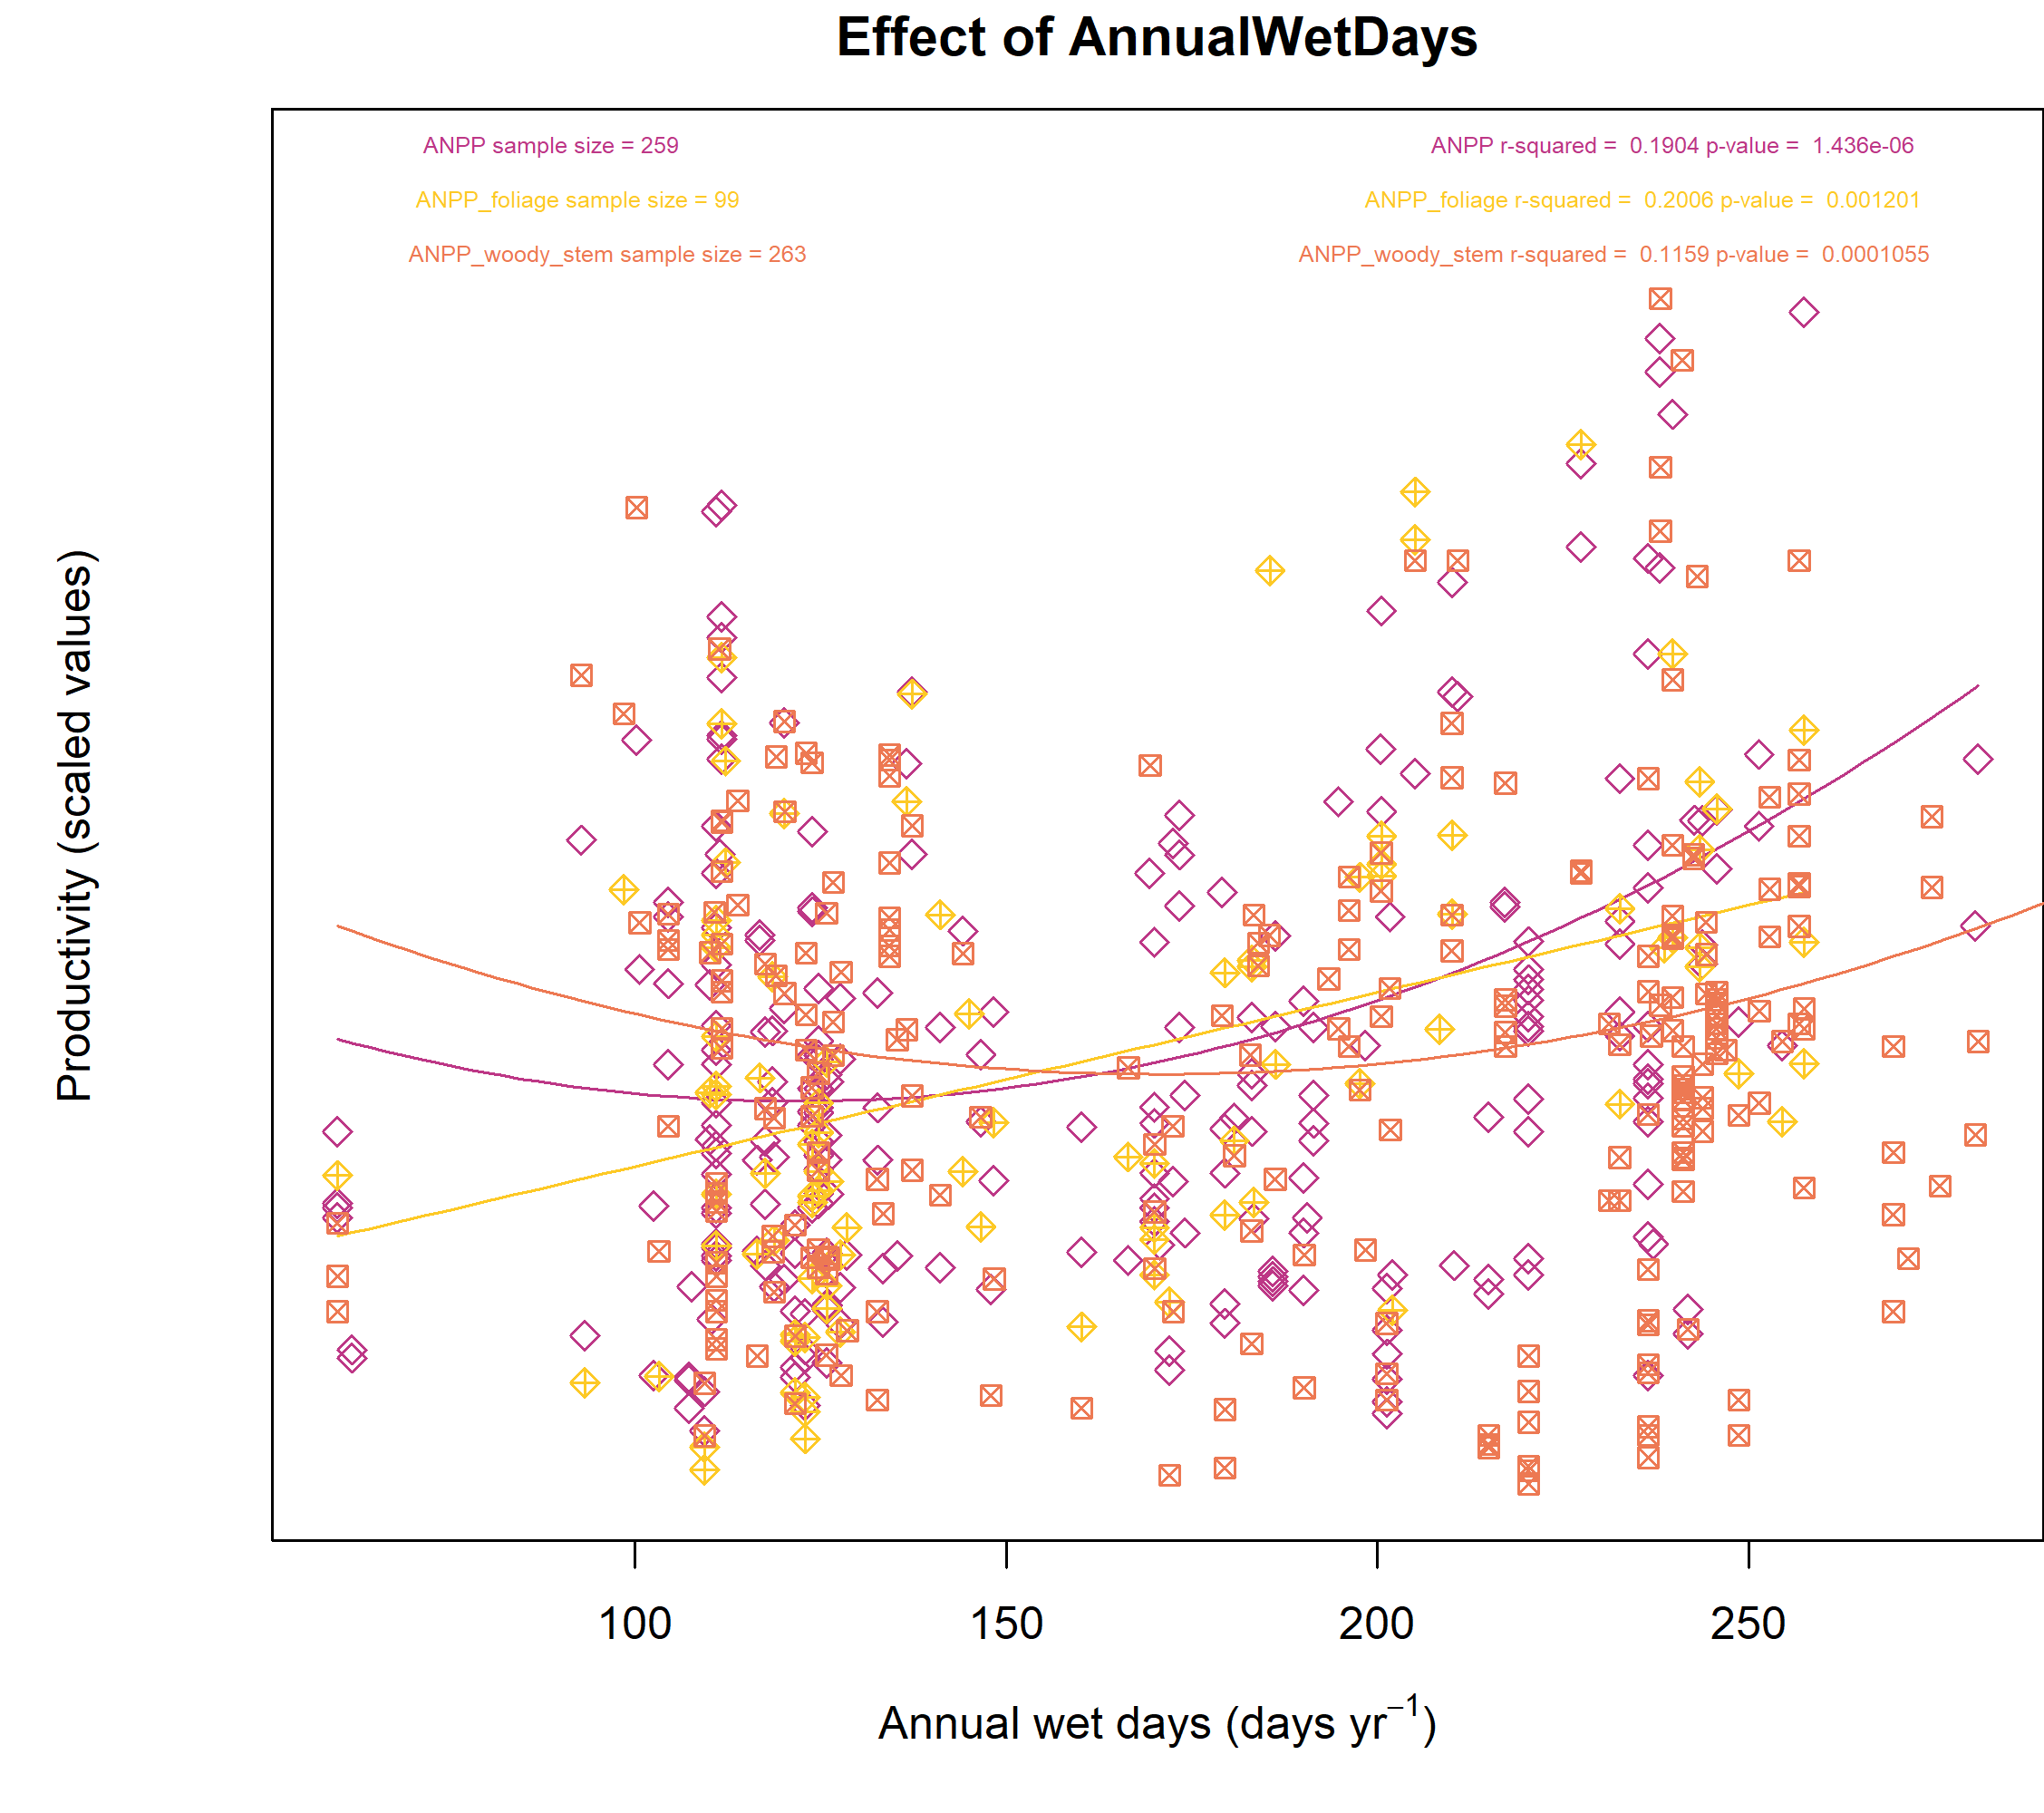 Effect of AnnualWetDays
ANPP sample size = 259
ANPP r-squared = 0.1904 p-value = 1.436e-06
ANPP_foliage sample size = 99
ANPP_foliage r-squared = 0.2006 p-value = 0.001201
ANPP_woody_stem sample size = 263
ANPP_woody_stem r-squared = 0.1159 p-value = 0.0001055
Productivity (scaled values)
100 150 200 250
Annual wet days (days yr⁻¹)